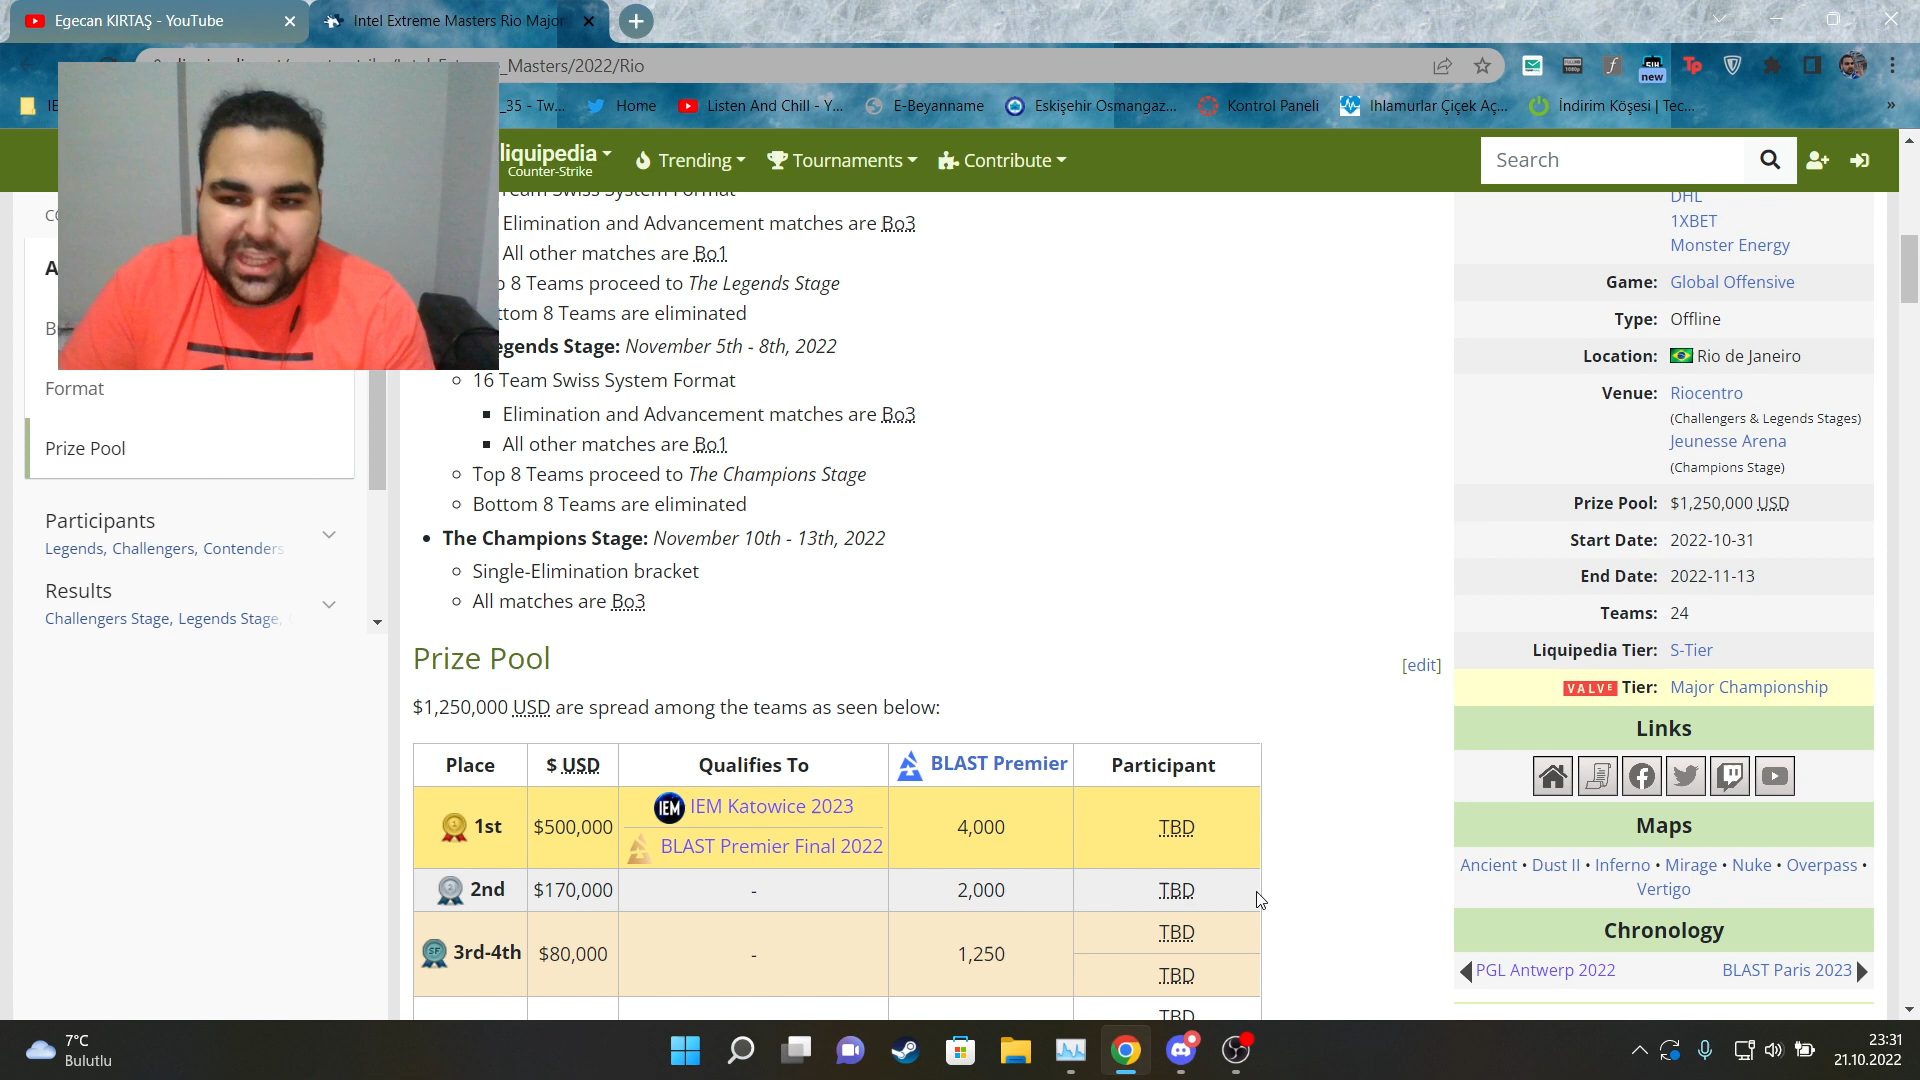 Egecan KIRTAŞ - YouTube
Intel Extreme Masters Rio Major
_Masters/2022/Rio
new
_35 - Tw...
Home
Listen And Chill - Y...
E-Beyanname
Eskişehir Osmangaz...
Kontrol Paneli
Ihlamurlar Çiçek Aç...
İndirim Köşesi | Tec...
»
liquipedia
Counter-Strike
Trending
Tournaments
Contribute
Search
Format
Prize Pool
Participants
Legends, Challengers, Contenders
Results
Challengers Stage, Legends Stage,
Team Swiss System Format
Elimination and Advancement matches are Bo3
All other matches are Bo1
8 Teams proceed to The Legends Stage
8 Teams are eliminated
Stage: November 5th - 8th, 2022
16 Team Swiss System Format
Elimination and Advancement matches are Bo3
All other matches are Bo1
Top 8 Teams proceed to The Champions Stage
Bottom 8 Teams are eliminated
The Champions Stage: November 10th - 13th, 2022
Single-Elimination bracket
All matches are Bo3
Prize Pool
[edit]
$1,250,000 USD are spread among the teams as seen below:
Place $ USD Qualifies To BLAST Premier Participant
1st $500,000 IEM IEM Katowice 2023 4,000 TBD
BLAST Premier Final 2022
2nd $170,000 - 2,000 TBD
SF 3rd-4th $80,000 - 1,250 TBD
TBD
TBD
DHL
1XBET
Monster Energy
Game: Global Offensive
Type: Offline
Location: Rio de Janeiro
Venue: Riocentro
(Challengers & Legends Stages)
Jeunesse Arena
(Champions Stage)
Prize Pool: $1,250,000 USD
Start Date: 2022-10-31
End Date: 2022-11-13
Teams: 24
Liquipedia Tier: S-Tier
VALVE Tier: Major Championship
Links
Maps
Ancient • Dust II • Inferno • Mirage • Nuke • Overpass •
Vertigo
Chronology
PGL Antwerp 2022
BLAST Paris 2023
7°C
Bulutlu
23:31
21.10.2022